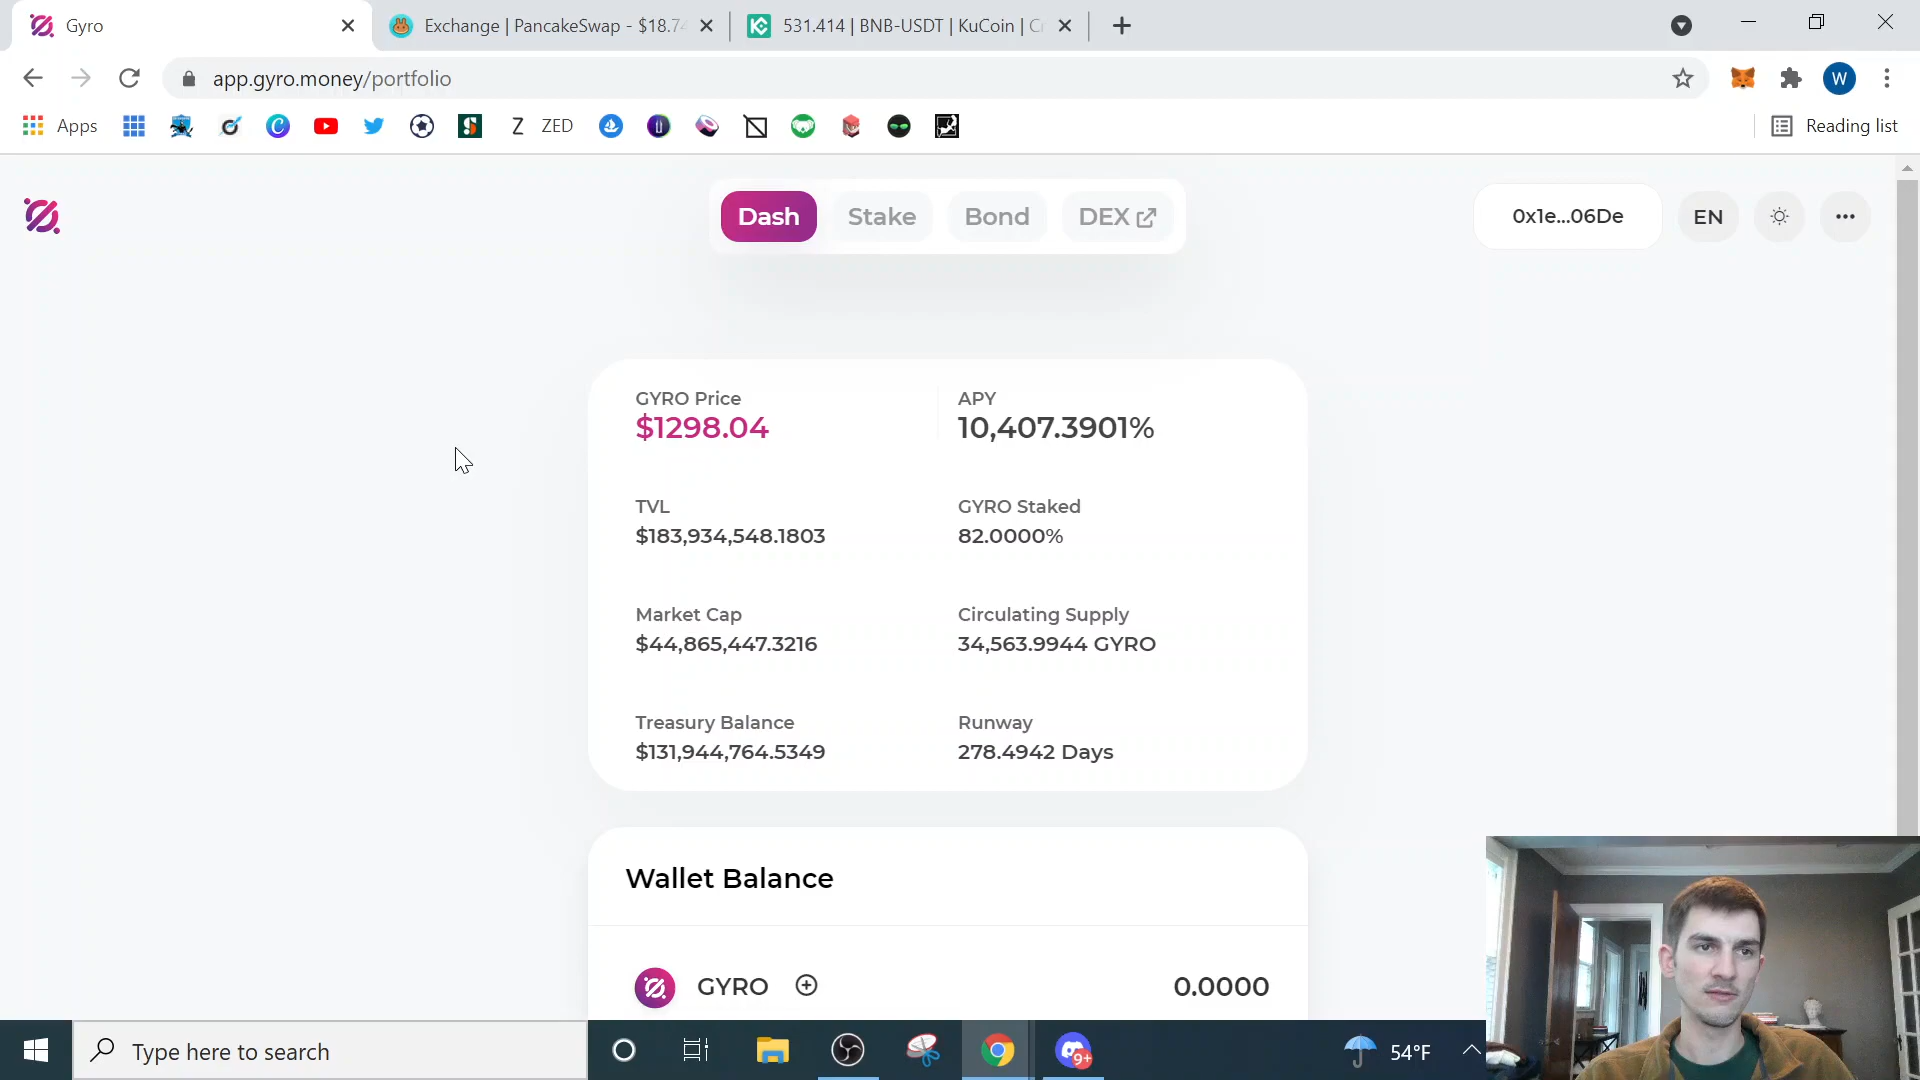 Gyro
Exchange | PancakeSwap - $18.74
531.414 | BNB-USDT | KuCoin | Cr
app.gyro.money/portfolio
W
Apps
Z ZED
Reading list
Dash
Stake
Bond
DEX
0x1e...06De
EN
GYRO Price
$1298.04
APY
10,407.3901%
TVL
$183,934,548.1803
GYRO Staked
82.0000%
Market Cap
$44,865,447.3216
Circulating Supply
34,563.9944 GYRO
Treasury Balance
$131,944,764.5349
Runway
278.4942 Days
Wallet Balance
GYRO
0.0000
Type here to search
9+
54°F